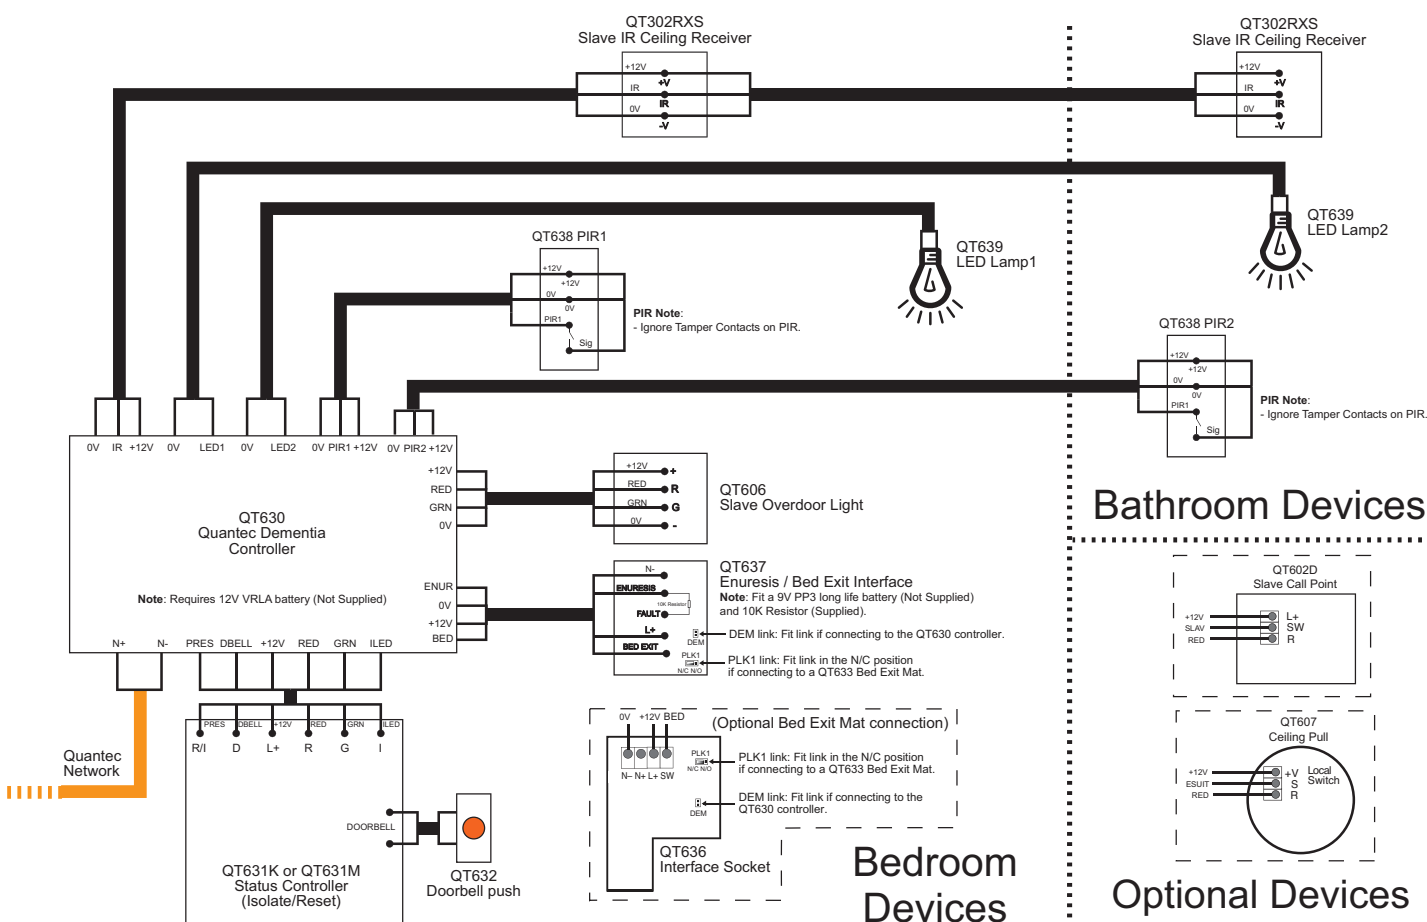 QT302RXS
Slave IR Ceiling Receiver
+12V
+V
IR
IR
0V
-V
QT302RXS
Slave IR Ceiling Receiver
+12V
+V
IR
IR
0V
-V
QT639
LED Lamp2
QT639
LED Lamp1
QT638 PIR1
+12V
+12V
0V
0V
PIR1
Sig
PIR Note:
- Ignore Tamper Contacts on PIR.
QT638 PIR2
+12V
+12V
0V
0V
PIR1
Sig
PIR Note:
- Ignore Tamper Contacts on PIR.
0V IR +12V 0V LED1 0V LED2 0V PIR1 +12V 0V PIR2 +12V
+12V
RED
GRN
0V
QT630
Quantec Dementia
Controller
Note: Requires 12V VRLA battery (Not Supplied)
ENUR
0V
+12V
BED
N+ N- PRES DBELL +12V RED GRN ILED
+12V +
RED R
GRN G
0V -
QT606
Slave Overdoor Light
N-
ENURESIS
10K Resistor
FAULT
L+
BED EXIT
DEM
PLK1
N/C N/O
QT637
Enuresis / Bed Exit Interface
Note: Fit a 9V PP3 long life battery (Not Supplied)
and 10K Resistor (Supplied).
DEM link: Fit link if connecting to the QT630 controller.
PLK1 link: Fit link in the N/C position
if connecting to a QT633 Bed Exit Mat.
Bathroom Devices
QT602D
Slave Call Point
+12V L+
SLAV SW
RED R
QT607
Ceiling Pull
+12V +V
ESUIT S
RED R
Local
Switch
Optional Devices
Quantec
Network
PRES DBELL +12V RED GRN ILED
R/I D L+ R G I
DOORBELL
QT631K or QT631M
Status Controller
(Isolate/Reset)
QT632
Doorbell push
(Optional Bed Exit Mat connection)
0V +12V BED
N- N+ L+ SW
PLK1
N/C N/O
PLK1 link: Fit link in the N/C position
if connecting to a QT633 Bed Exit Mat.
DEM
DEM link: Fit link if connecting to the
QT630 controller.
QT636
Interface Socket
Bedroom
Devices